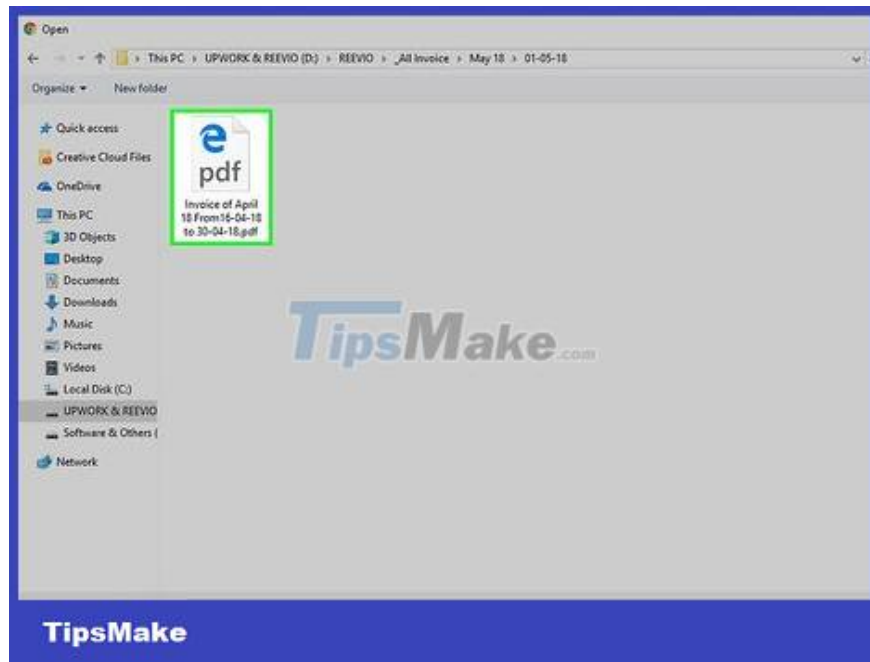 Open
This PC › UPWORK & REEVIO (D:) › REEVIO › _All Invoice › May 18 › 01-05-18
Organize New folder
Quick access
Creative Cloud Files
OneDrive
This PC
3D Objects
Desktop
Documents
Downloads
Music
Pictures
Videos
Local Disk (C:)
UPWORK & REEVIO
Software & Others (
Network
pdf
Invoice of April
18 From16-04-18
to 30-04-18.pdf
TipsMake.com
TipsMake